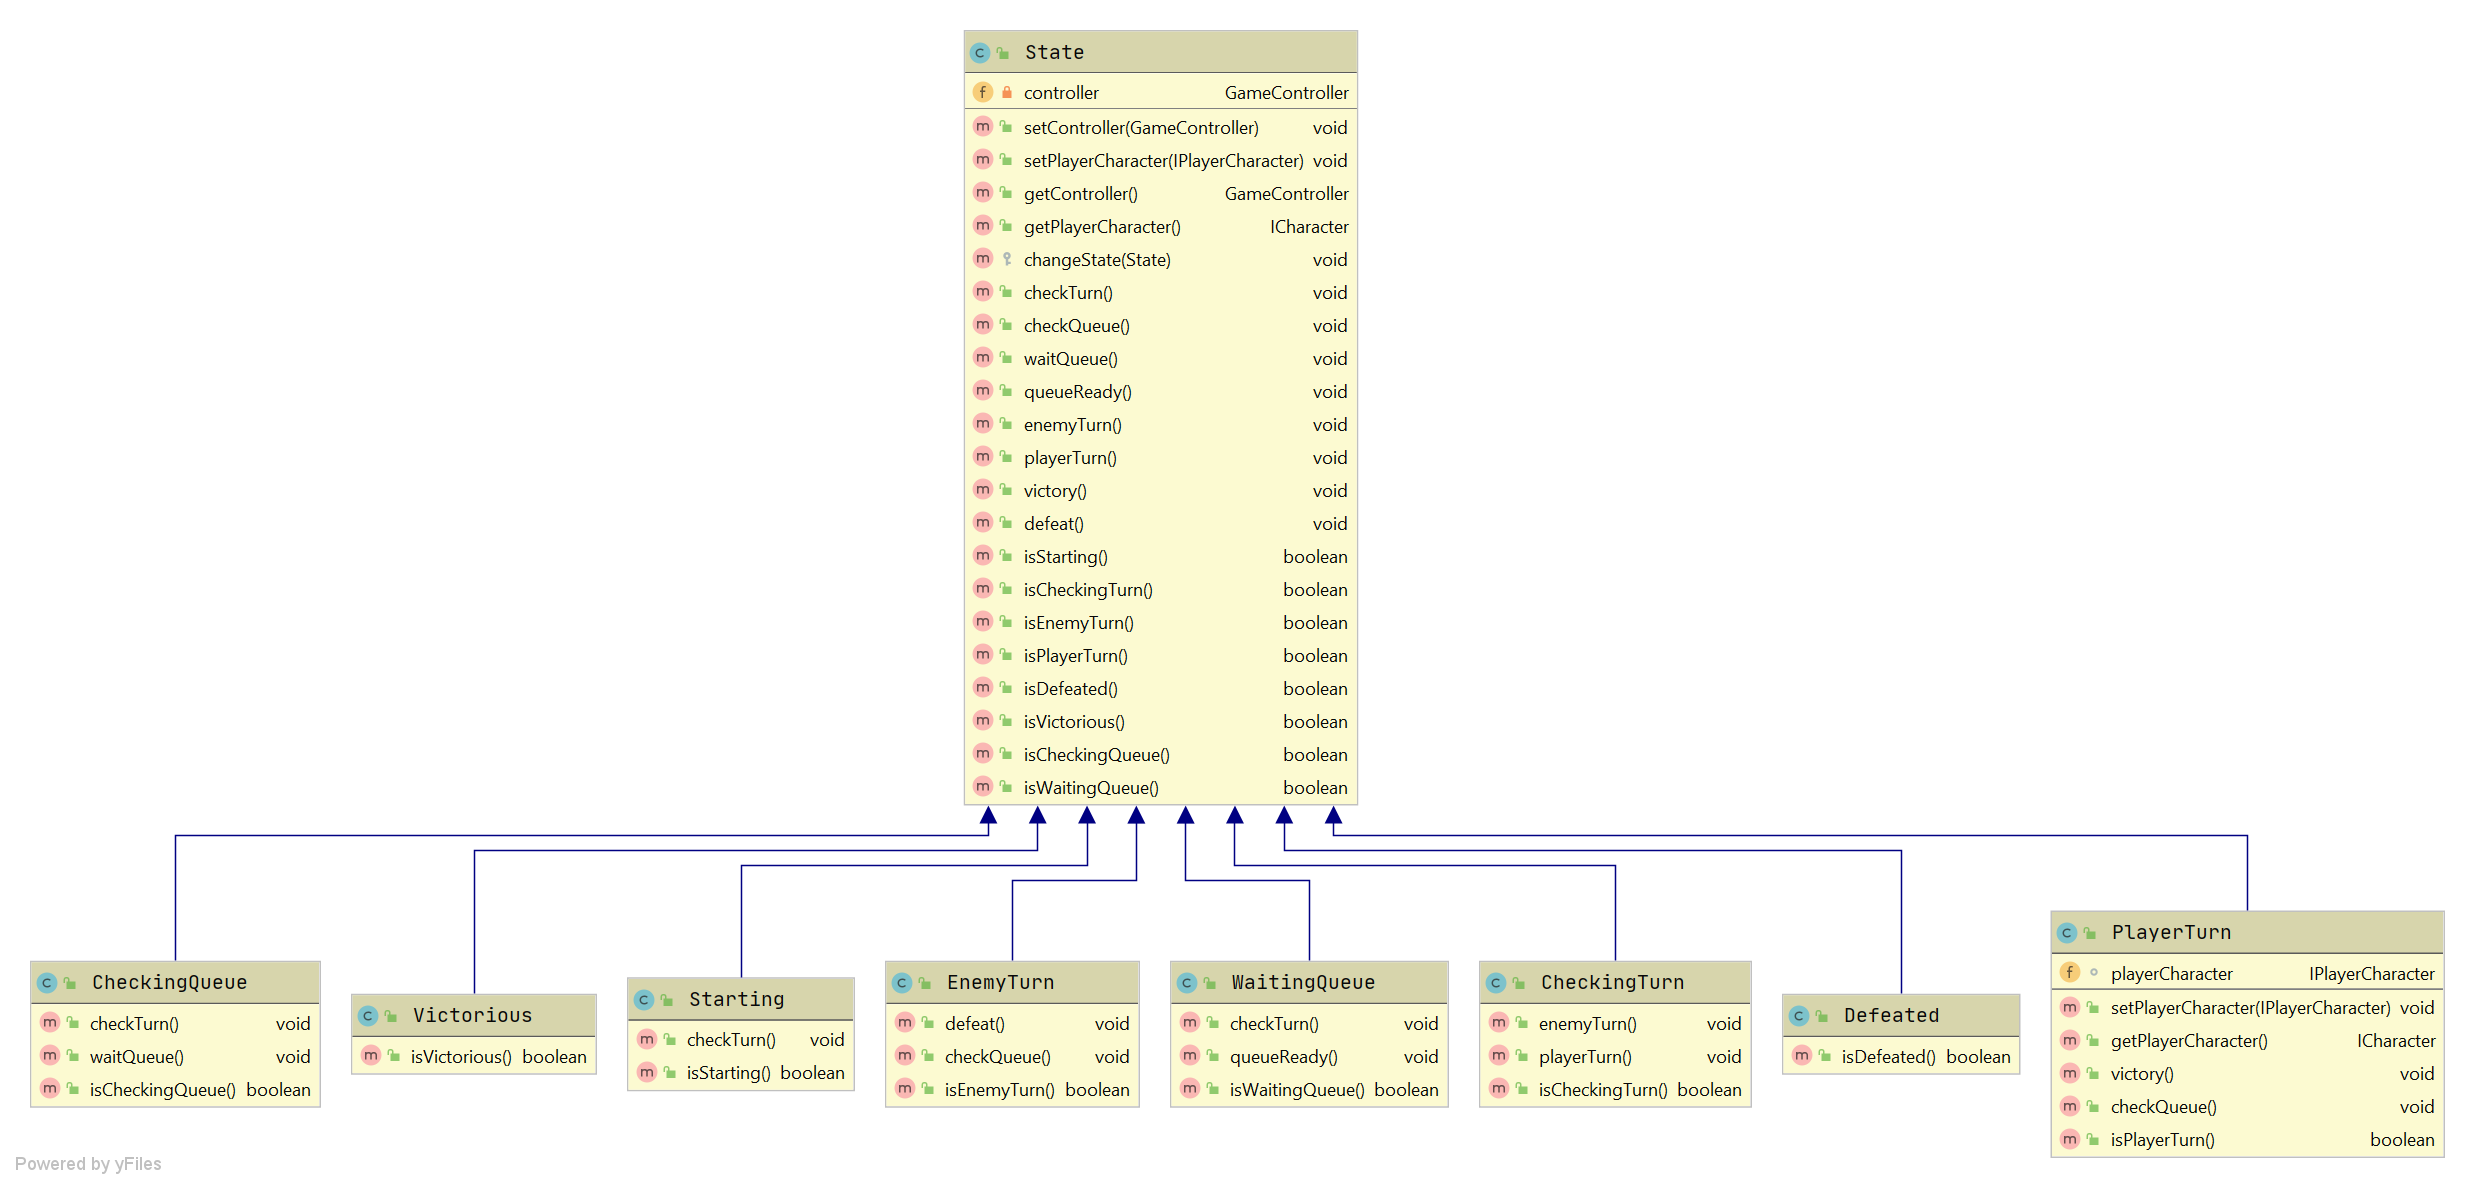 State
controller GameController
setController(GameController) void
setPlayerCharacter(IPlayerCharacter) void
getController() GameController
getPlayerCharacter() ICharacter
changeState(State) void
checkTurn() void
checkQueue() void
waitQueue() void
queueReady() void
enemyTurn() void
playerTurn() void
victory() void
defeat() void
isStarting() boolean
isCheckingTurn() boolean
isEnemyTurn() boolean
isPlayerTurn() boolean
isDefeated() boolean
isVictorious() boolean
isCheckingQueue() boolean
isWaitingQueue() boolean
CheckingQueue
checkTurn() void
waitQueue() void
isCheckingQueue() boolean
Victorious
isVictorious() boolean
Starting
checkTurn() void
isStarting() boolean
EnemyTurn
defeat() void
checkQueue() void
isEnemyTurn() boolean
WaitingQueue
checkTurn() void
queueReady() void
isWaitingQueue() boolean
CheckingTurn
enemyTurn() void
playerTurn() void
isCheckingTurn() boolean
Defeated
isDefeated() boolean
PlayerTurn
playerCharacter IPlayerCharacter
setPlayerCharacter(IPlayerCharacter) void
getPlayerCharacter() ICharacter
victory() void
checkQueue() void
isPlayerTurn() boolean
Powered by yFiles